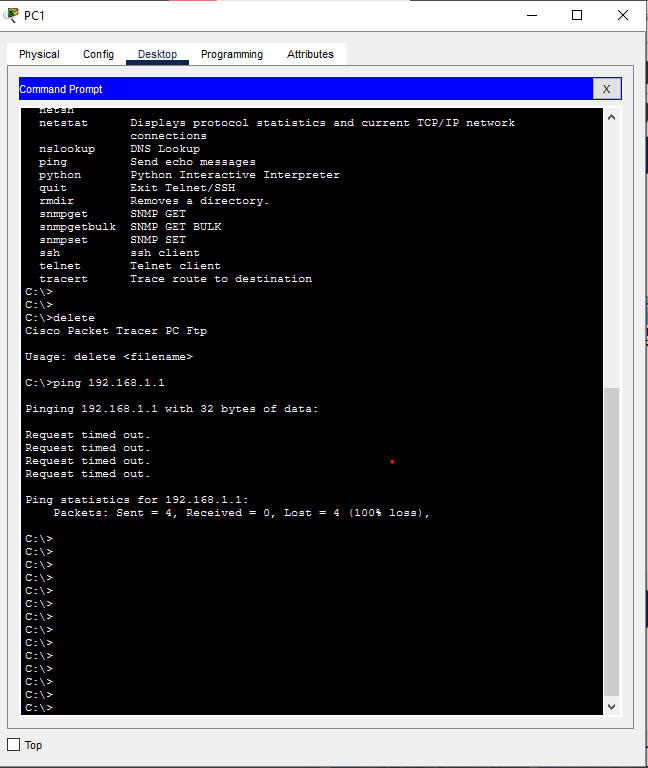 PC1
Physical Config Desktop Programming Attributes
Command Prompt X
netsh
netstat Displays protocol statistics and current TCP/IP network
connections
nslookup DNS Lookup
ping Send echo messages
python Python Interactive Interpreter
quit Exit Telnet/SSH
rmdir Removes a directory.
snmpget SNMP GET
snmpgetbulk SNMP GET BULK
snmpset SNMP SET
ssh ssh client
telnet Telnet client
tracert Trace route to destination
C:\>
C:\>
C:\>delete
Cisco Packet Tracer PC Ftp
Usage: delete <filename>
C:\>ping 192.168.1.1
Pinging 192.168.1.1 with 32 bytes of data:
Request timed out.
Request timed out.
Request timed out.
Request timed out.
Ping statistics for 192.168.1.1:
Packets: Sent = 4, Received = 0, Lost = 4 (100% loss),
C:\>
C:\>
C:\>
C:\>
C:\>
C:\>
C:\>
C:\>
C:\>
C:\>
C:\>
C:\>
C:\>
C:\>
Top